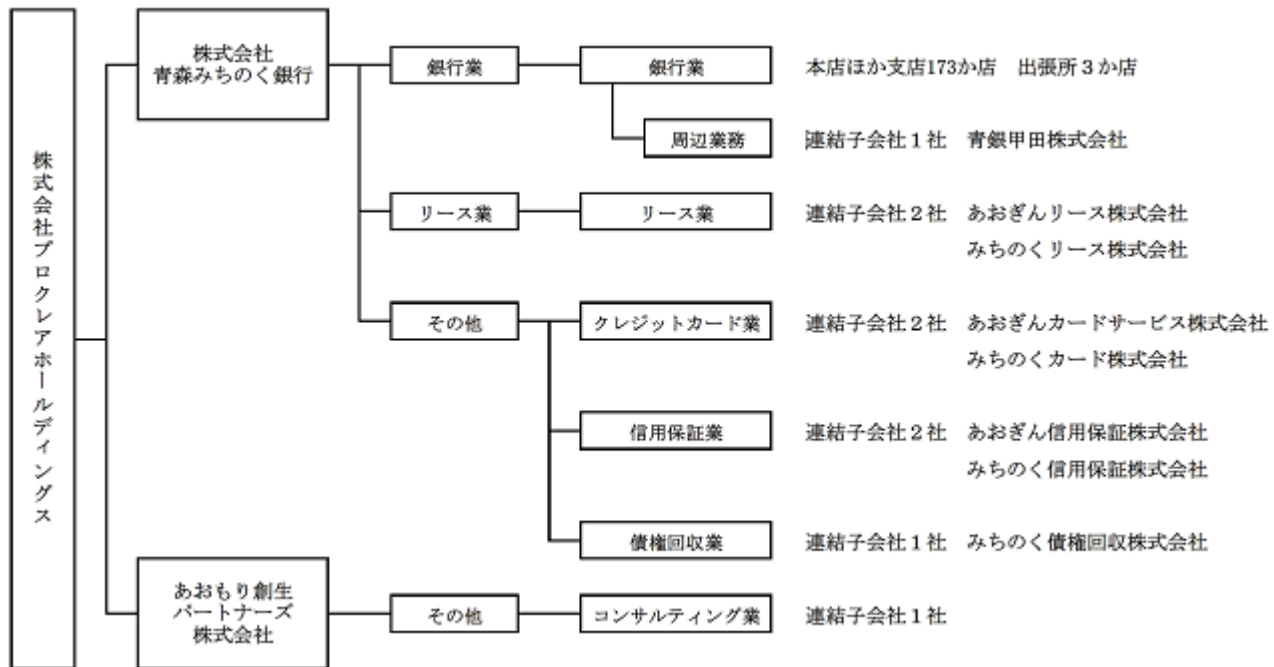 株式会社プロクレアホールディングス
株式会社
青森みちのく銀行
銀行業
銀行業
本店ほか支店173か店　出張所３か店
周辺業務
連結子会社１社　青銀甲田株式会社
リース業
リース業
連結子会社２社　あおぎんリース株式会社
みちのくリース株式会社
その他
クレジットカード業
連結子会社２社　あおぎんカードサービス株式会社
みちのくカード株式会社
信用保証業
連結子会社２社　あおぎん信用保証株式会社
みちのく信用保証株式会社
債権回収業
連結子会社１社　みちのく債権回収株式会社
あおもり創生
パートナーズ
株式会社
その他
コンサルティング業
連結子会社１社